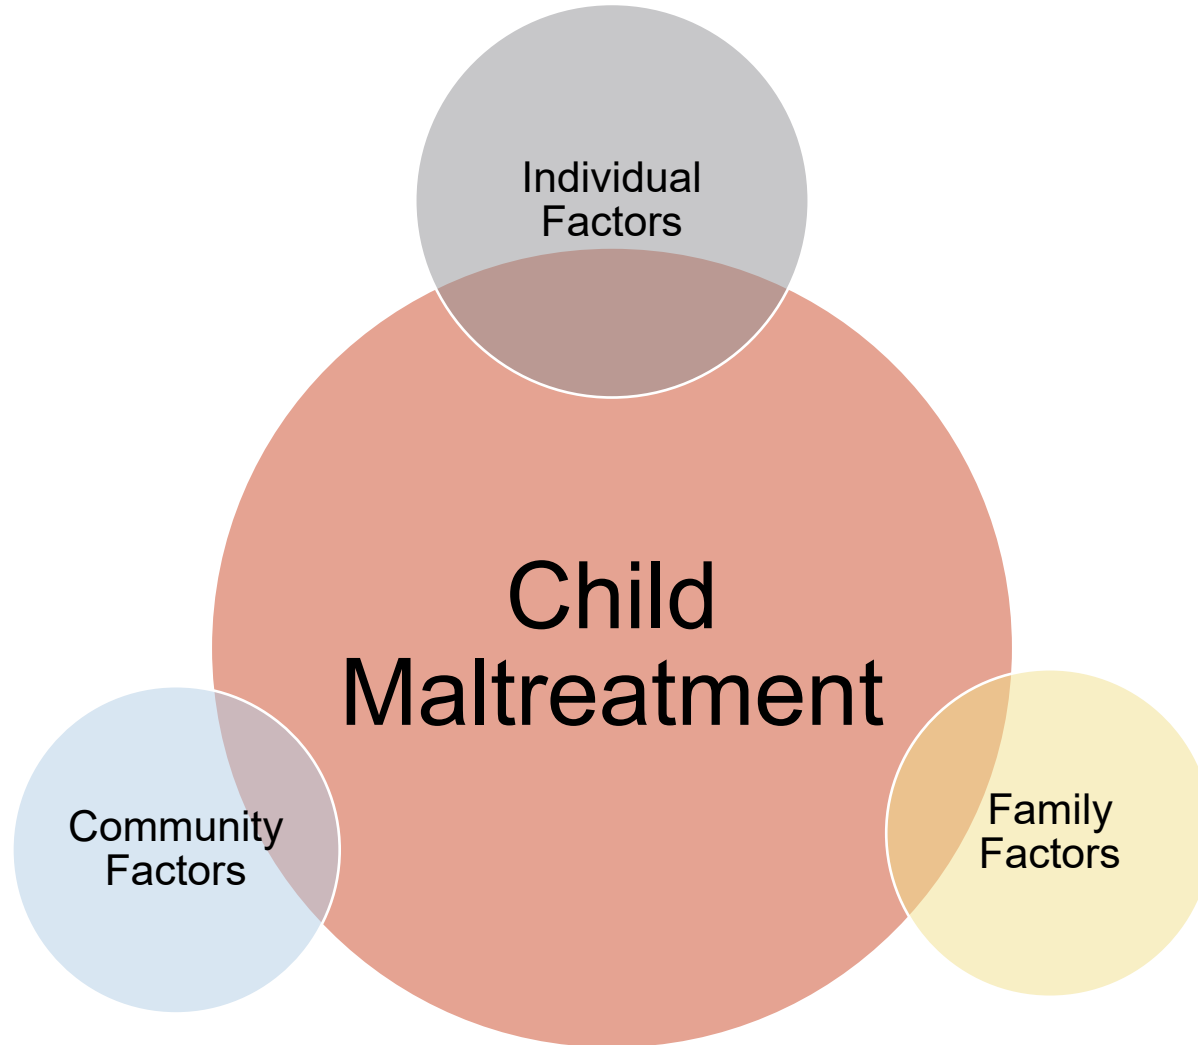 Individual
Factors
Child
Maltreatment
Community
Factors
Family
Factors